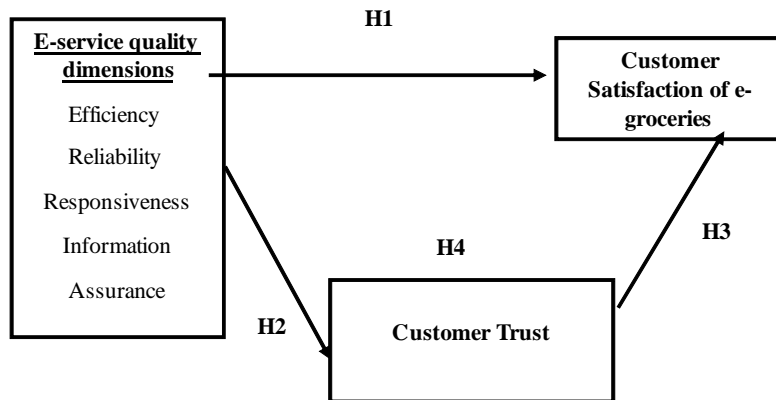 H1
E-service quality
dimensions
Efficiency
Reliability
Responsiveness
Information
Assurance
Customer
Satisfaction of e-
groceries
H4
H3
H2
Customer Trust